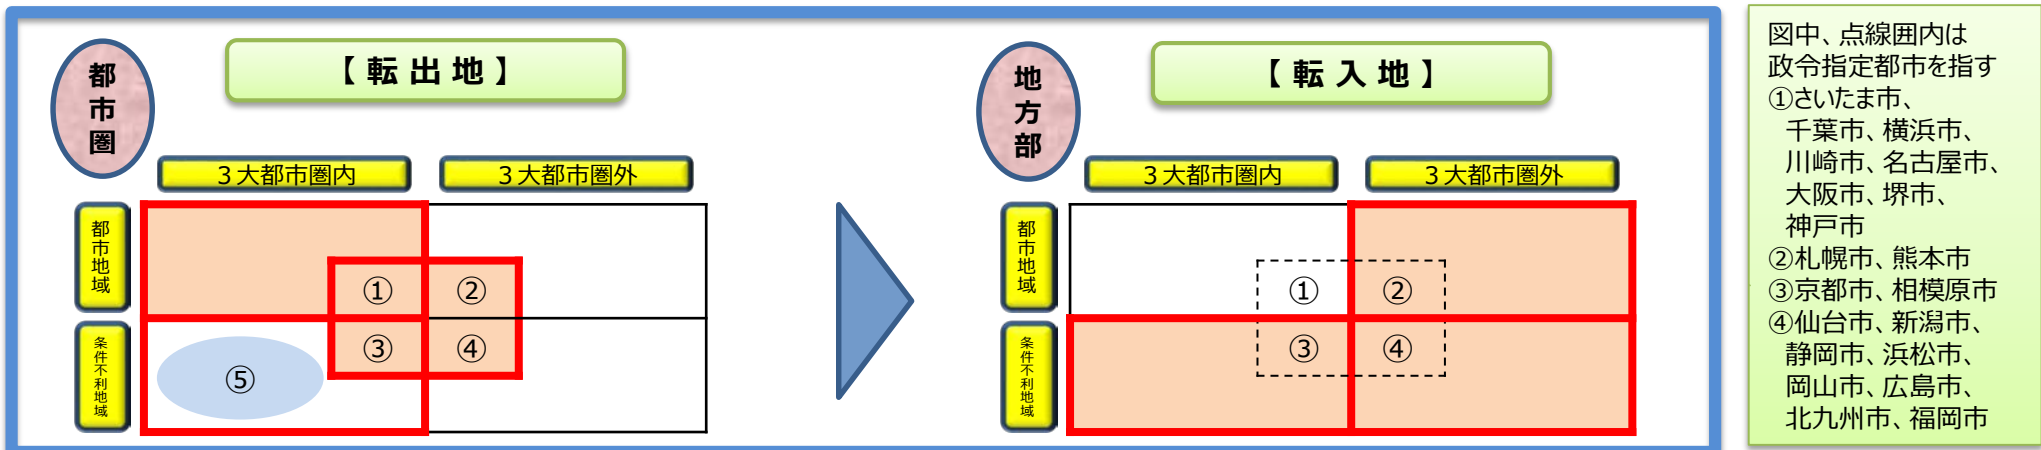 都市圏
【 転 出 地 】
３大都市圏内
３大都市圏外
都市地域
条件不利地域
①
②
③
④
⑤
地方部
【 転 入 地 】
３大都市圏内
３大都市圏外
都市地域
条件不利地域
①
②
③
④
図中、点線囲内は
政令指定都市を指す
①さいたま市、
千葉市、横浜市、
川崎市、名古屋市、
大阪市、堺市、
神戸市
②札幌市、熊本市
③京都市、相模原市
④仙台市、新潟市、
静岡市、浜松市、
岡山市、広島市、
北九州市、福岡市